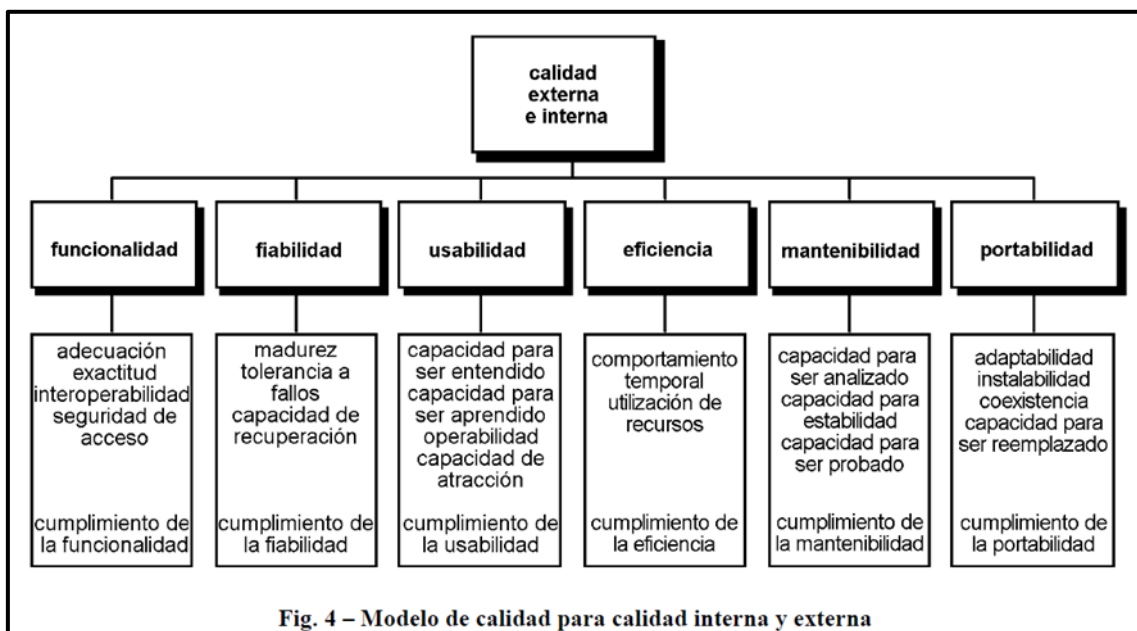 calidad
externa
e interna
funcionalidad
fiabilidad
usabilidad
eficiencia
mantenibilidad
portabilidad
adecuación
exactitud
interoperabilidad
seguridad de
acceso
cumplimiento de
la funcionalidad
madurez
tolerancia a
fallos
capacidad de
recuperación
cumplimiento de
la fiabilidad
capacidad para
ser entendido
capacidad para
ser aprendido
operabilidad
capacidad de
atracción
cumplimiento de
la usabilidad
comportamiento
temporal
utilización de
recursos
cumplimiento de
la eficiencia
capacidad para
ser analizado
capacidad para
estabilidad
capacidad para
ser probado
cumplimiento de
la mantenibilidad
adaptabilidad
instalabilidad
coexistencia
capacidad para
ser reemplazado
cumplimiento de
la portabilidad
Fig. 4 – Modelo de calidad para calidad interna y externa